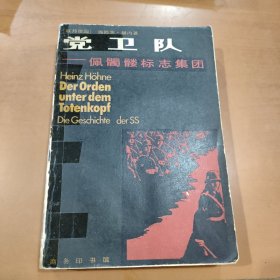 党卫队
——佩髑髅标志集团
Heinz Höhne
Der Orden
unter dem
Totenkopf
Die Geschichte der SS
商务印书馆